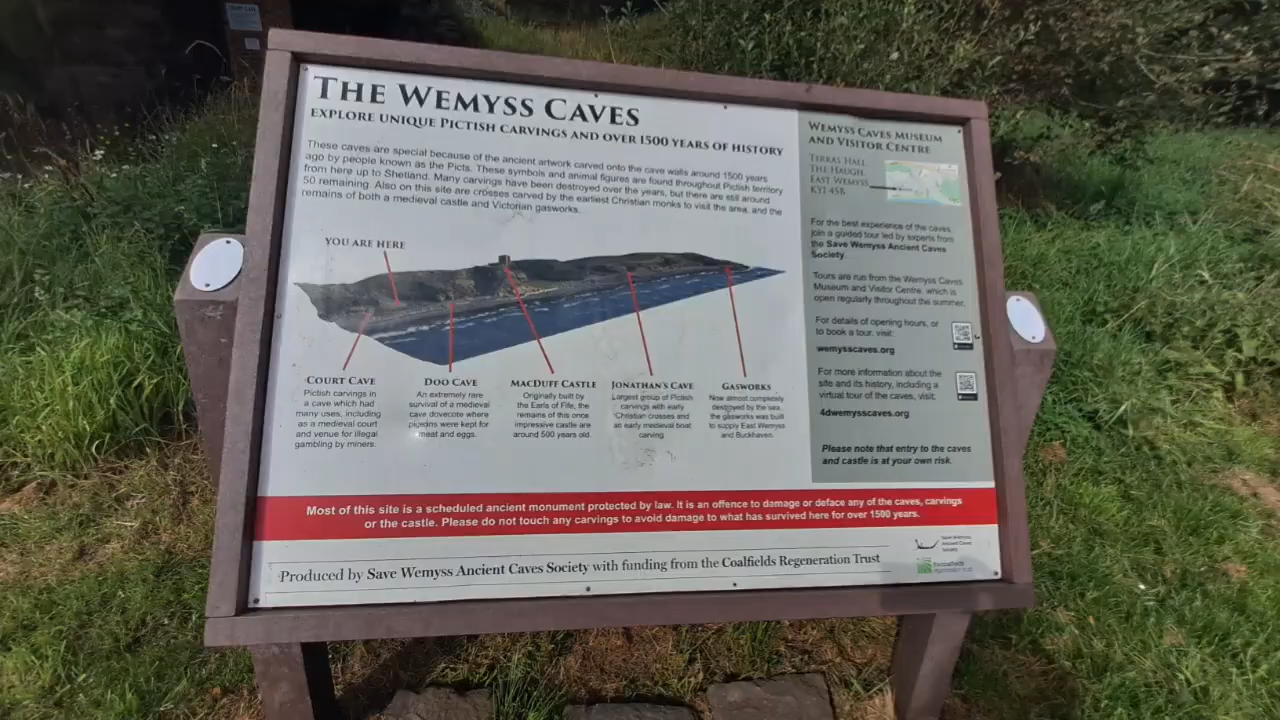 THE WEMYSS CAVES
EXPLORE UNIQUE PICTISH CARVINGS AND OVER 1500 YEARS OF HISTORY
These caves are special because of the ancient artwork carved onto the cave walls around 1500 years
ago by people known as the Picts. These symbols and animal figures are found throughout Pictish territory
from here up to Shetland. Many carvings have been destroyed over the years, but there are still around
50 remaining. Also on this site are crosses carved by the earliest Christian monks to visit the area, and the
remains of both a medieval castle and Victorian gasworks.
YOU ARE HERE
COURT CAVE
Pictish carvings in
a cave which had
many uses, including
as a medieval court
and venue for illegal
gambling by miners.
DOO CAVE
An extremely rare
survival of a medieval
cave dovecote where
pigeons were kept for
meat and eggs.
MACDUFF CASTLE
Originally built by
the Earls of Fife, the
remains of this once
impressive castle are
around 500 years old.
JONATHAN'S CAVE
Largest group of Pictish
carvings with early
Christian crosses and
an early medieval boat
carving.
GASWORKS
Now almost completely
destroyed by the sea,
the gasworks was built
to supply East Wemyss
and Buckhaven.
WEMYSS CAVES MUSEUM
AND VISITOR CENTRE
TERRAS HALL
THE HAUGH,
EAST WEMYSS
KY1 4SB
For the best experience of the caves,
join a guided tour led by experts from
the Save Wemyss Ancient Caves
Society.
Tours are run from the Wemyss Caves
Museum and Visitor Centre, which is
open regularly throughout the summer.
For details of opening hours, or
to book a tour, visit:
wemysscaves.org
For more information about the
site and its history, including a
virtual tour of the caves, visit:
4dwemysscaves.org
Please note that entry to the caves
and castle is at your own risk.
Most of this site is a scheduled ancient monument protected by law. It is an offence to damage or deface any of the caves, carvings
or the castle. Please do not touch any carvings to avoid damage to what has survived here for over 1500 years.
Produced by Save Wemyss Ancient Caves Society with funding from the Coalfields Regeneration Trust
Save Wemyss
Ancient Caves
Society